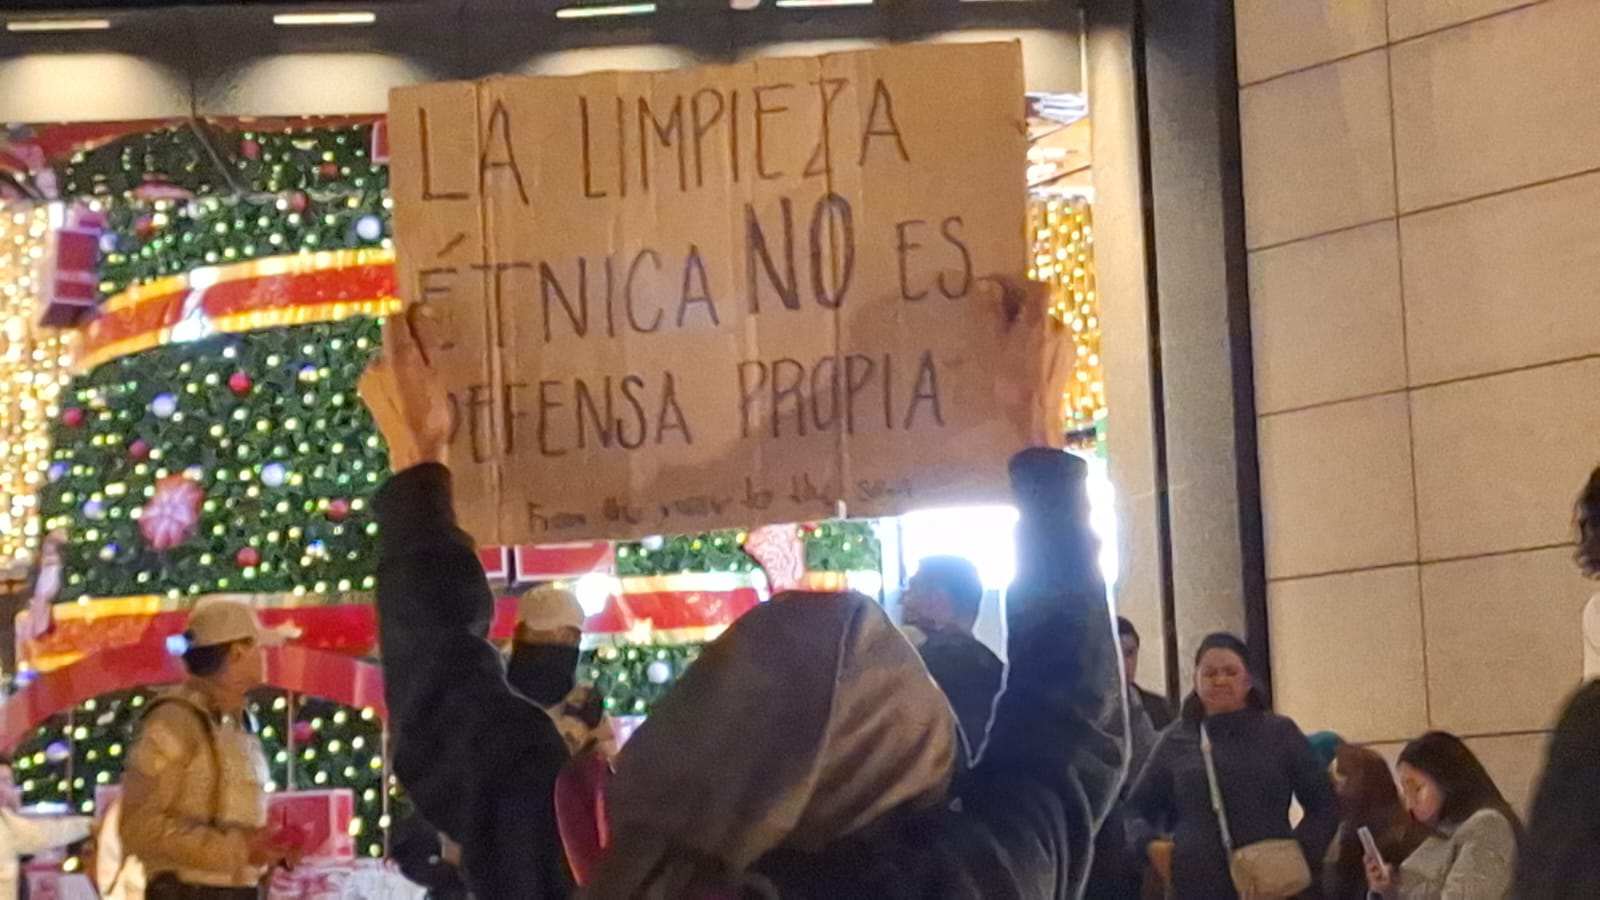 LA LIMPIEZA
ÉTNICA NO ES
DEFENSA PROPIA
From the river to the sea